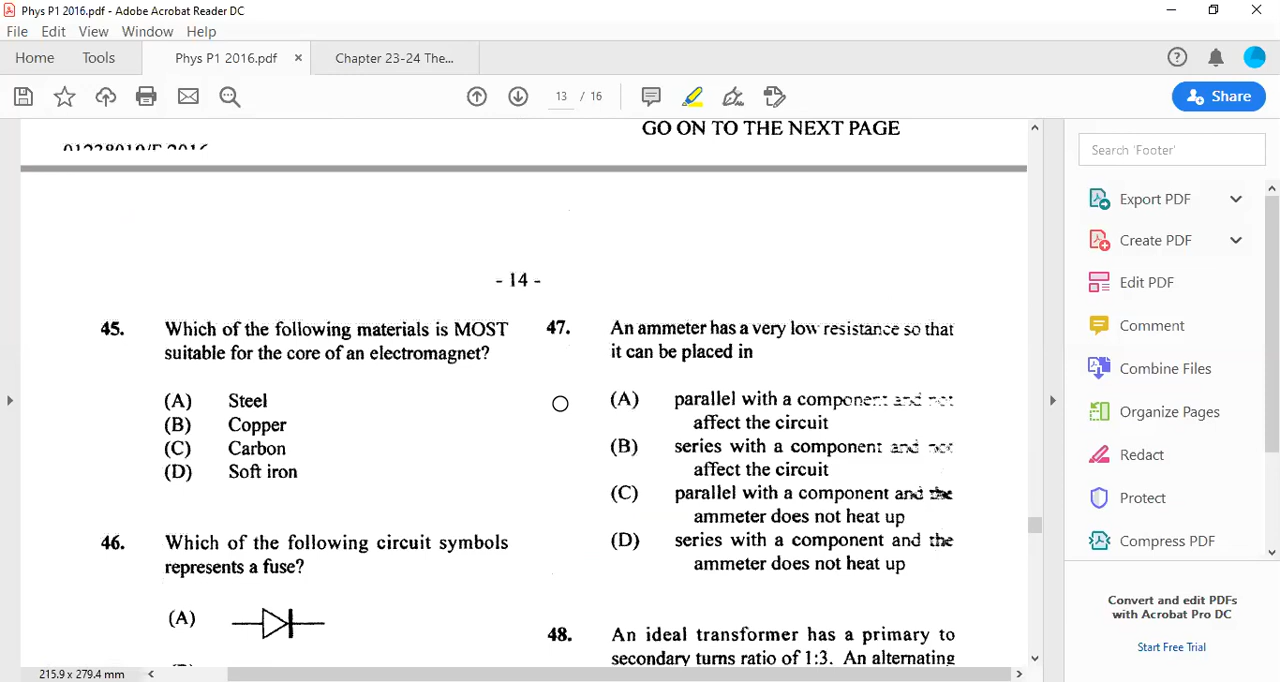 Phys P1 2016.pdf - Adobe Acrobat Reader DC
File Edit View Window Help
Home Tools Phys P1 2016.pdf × Chapter 23-24 The...
13 / 16
Share
GO ON TO THE NEXT PAGE
01238010/F 2016
- 14 -
45. Which of the following materials is MOST
suitable for the core of an electromagnet?
(A) Steel
(B) Copper
(C) Carbon
(D) Soft iron
46. Which of the following circuit symbols
represents a fuse?
(A)
47. An ammeter has a very low resistance so that
it can be placed in
(A) parallel with a component and not
affect the circuit
(B) series with a component and not
affect the circuit
(C) parallel with a component and the
ammeter does not heat up
(D) series with a component and the
ammeter does not heat up
48. An ideal transformer has a primary to
secondary turns ratio of 1:3. An alternating
215.9 x 279.4 mm
Search 'Footer'
Export PDF
Create PDF
Edit PDF
Comment
Combine Files
Organize Pages
Redact
Protect
Compress PDF
Convert and edit PDFs
with Acrobat Pro DC
Start Free Trial